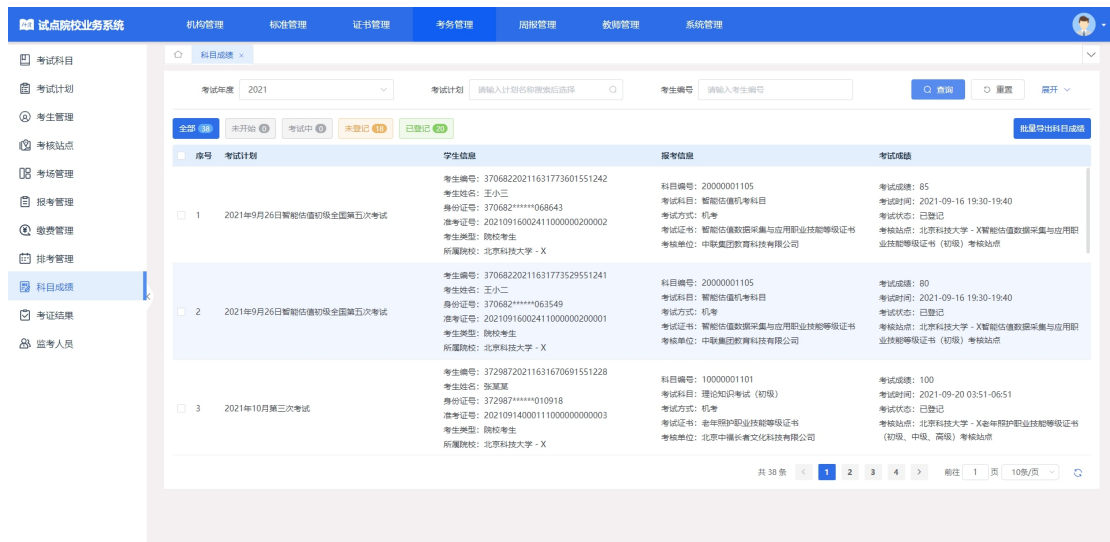 试点院校业务系统
机构管理 标准管理 证书管理 考务管理 周报管理 教师管理 系统管理
考试科目
考试计划
考生管理
考核站点
考场管理
报考管理
缴费管理
排考管理
科目成绩
考证结果
监考人员
科目成绩 ×
考试年度 2021 考试计划 请输入计划名称搜索后选择 考生编号 请输入考生编号 查询 重置 展开
全部 38 未开始 0 考试中 0 未登记 18 已登记 20 批量导出科目成绩
序号 考试计划 学生信息 报考信息 考试成绩
1 2021年9月26日智能估值初级全国第五次考试
考生编号：37068220211631773601551242
考生姓名：王小三
身份证号：370682******068643
准考证号：20210916002411000000200002
考生类型：院校考生
所属院校：北京科技大学 - X
科目编号：20000001105
考试科目：智能估值机考科目
考试方式：机考
考试证书：智能估值数据采集与应用职业技能等级证书
考核单位：中联集团教育科技有限公司
考试成绩：85
考试时间：2021-09-16 19:30-19:40
考试状态：已登记
考核站点：北京科技大学 - X智能估值数据采集与应用职
业技能等级证书（初级）考核站点
2 2021年9月26日智能估值初级全国第五次考试
考生编号：37068220211631773529551241
考生姓名：王小二
身份证号：370682******063549
准考证号：20210916002411000000200001
考生类型：院校考生
所属院校：北京科技大学 - X
科目编号：20000001105
考试科目：智能估值机考科目
考试方式：机考
考试证书：智能估值数据采集与应用职业技能等级证书
考核单位：中联集团教育科技有限公司
考试成绩：80
考试时间：2021-09-16 19:30-19:40
考试状态：已登记
考核站点：北京科技大学 - X智能估值数据采集与应用职
业技能等级证书（初级）考核站点
3 2021年10月第三次考试
考生编号：37298720211631670691551228
考生姓名：张某某
身份证号：372987******010918
准考证号：20210914000111000000000003
考生类型：院校考生
所属院校：北京科技大学 - X
科目编号：10000001101
考试科目：理论知识考试（初级）
考试方式：机考
考试证书：老年照护职业技能等级证书
考核单位：北京中福长者文化科技有限公司
考试成绩：100
考试时间：2021-09-20 03:51-06:51
考试状态：已登记
考核站点：北京科技大学 - X老年照护职业技能等级证书
（初级、中级、高级）考核站点
共 38 条 < 1 2 3 4 > 前往 1 页 10条/页